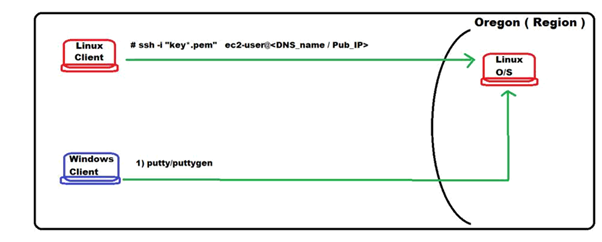 Oregon ( Region )
Linux
Client
# ssh -i "key*.pem" ec2-user@<DNS_name / Pub_IP>
Linux
O/S
Windows
Client
1) putty/puttygen